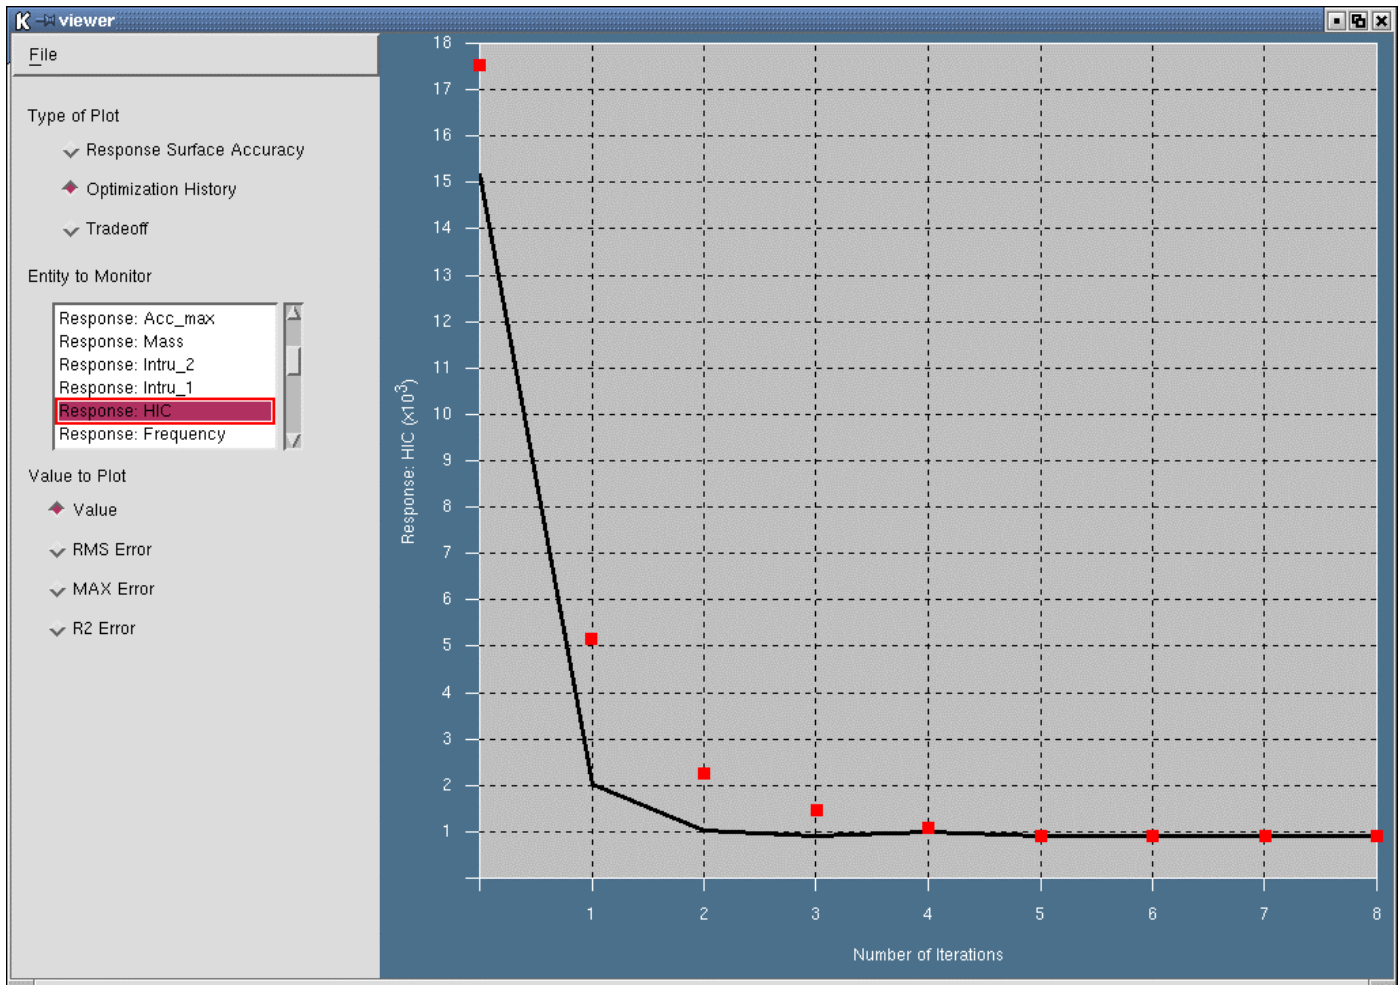 viewer
File
Type of Plot
Response Surface Accuracy
Optimization History
Tradeoff
Entity to Monitor
Response: Acc_max
Response: Mass
Response: Intru_2
Response: Intru_1
Response: HIC
Response: Frequency
Value to Plot
Value
RMS Error
MAX Error
R2 Error
18
17
16
15
14
13
12
11
10
9
8
7
6
5
4
3
2
1
Response: HIC (x10^3)
1 2 3 4 5 6 7 8
Number of Iterations